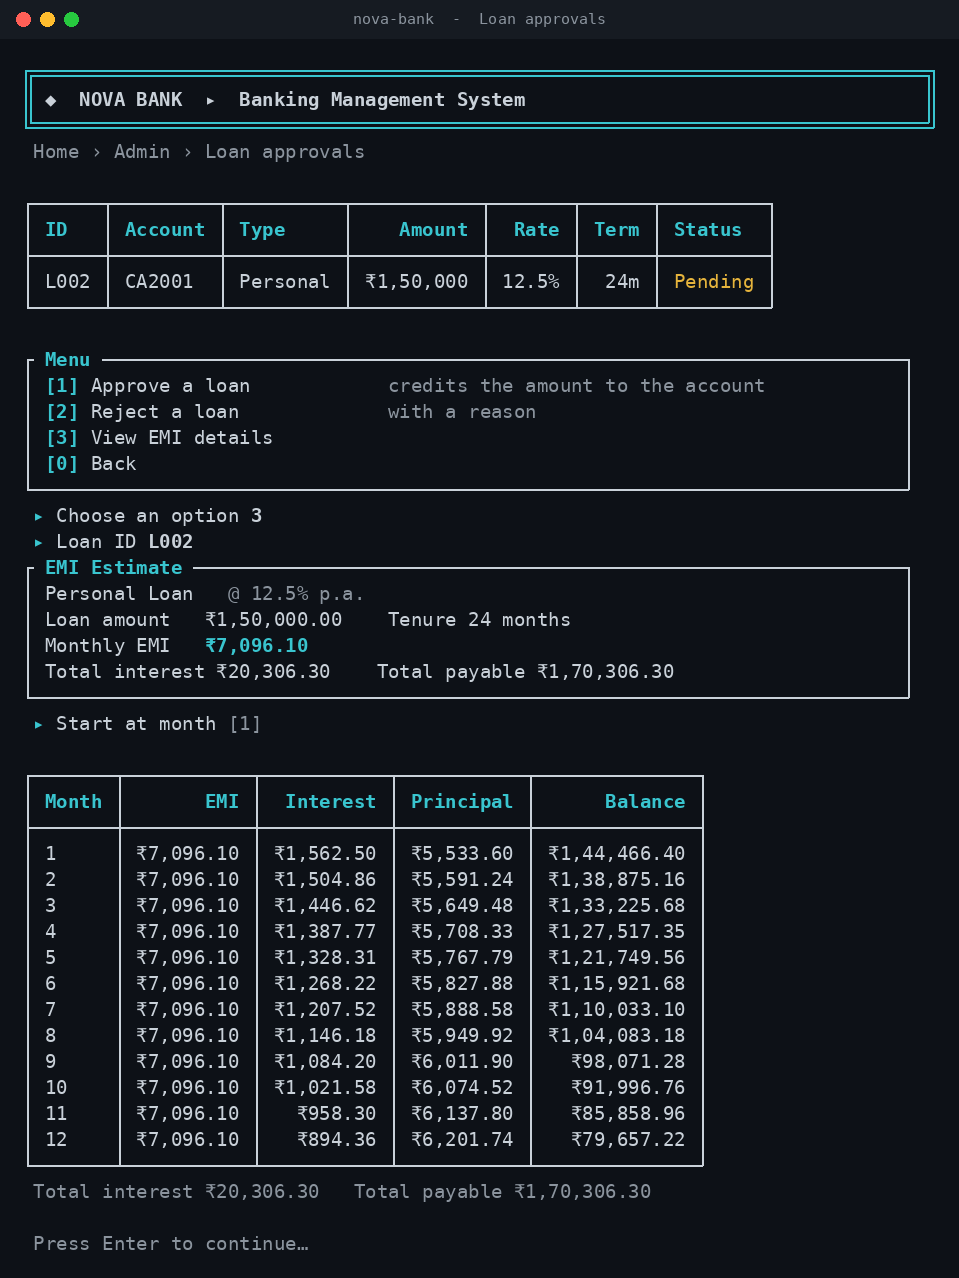 nova-bank - Loan approvals
◆ NOVA BANK ▸ Banking Management System
Home › Admin › Loan approvals
ID Account Type Amount Rate Term Status
L002 CA2001 Personal ₹1,50,000 12.5% 24m Pending
Menu
[1] Approve a loan credits the amount to the account
[2] Reject a loan with a reason
[3] View EMI details
[0] Back
▸ Choose an option 3
▸ Loan ID L002
EMI Estimate
Personal Loan @ 12.5% p.a.
Loan amount ₹1,50,000.00 Tenure 24 months
Monthly EMI ₹7,096.10
Total interest ₹20,306.30 Total payable ₹1,70,306.30
▸ Start at month [1]
Month EMI Interest Principal Balance
1 ₹7,096.10 ₹1,562.50 ₹5,533.60 ₹1,44,466.40
2 ₹7,096.10 ₹1,504.86 ₹5,591.24 ₹1,38,875.16
3 ₹7,096.10 ₹1,446.62 ₹5,649.48 ₹1,33,225.68
4 ₹7,096.10 ₹1,387.77 ₹5,708.33 ₹1,27,517.35
5 ₹7,096.10 ₹1,328.31 ₹5,767.79 ₹1,21,749.56
6 ₹7,096.10 ₹1,268.22 ₹5,827.88 ₹1,15,921.68
7 ₹7,096.10 ₹1,207.52 ₹5,888.58 ₹1,10,033.10
8 ₹7,096.10 ₹1,146.18 ₹5,949.92 ₹1,04,083.18
9 ₹7,096.10 ₹1,084.20 ₹6,011.90 ₹98,071.28
10 ₹7,096.10 ₹1,021.58 ₹6,074.52 ₹91,996.76
11 ₹7,096.10 ₹958.30 ₹6,137.80 ₹85,858.96
12 ₹7,096.10 ₹894.36 ₹6,201.74 ₹79,657.22
Total interest ₹20,306.30 Total payable ₹1,70,306.30
Press Enter to continue…